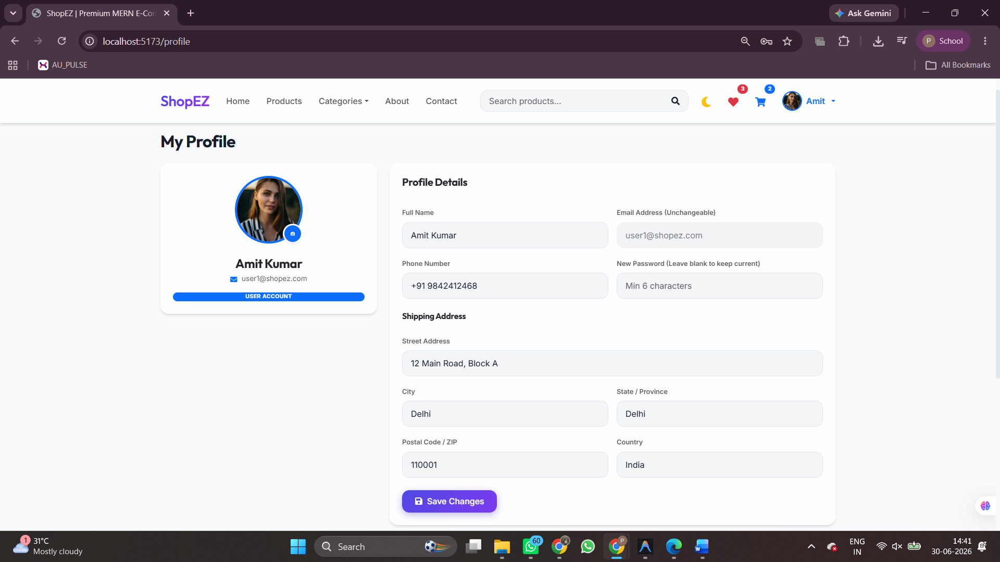 ShopEZ | Premium MERN E-Con
Ask Gemini
localhost:5173/profile
P School
AU_PULSE
All Bookmarks
ShopEZ
Home
Products
Categories
About
Contact
Search products...
3
2
Amit
My Profile
Amit Kumar
user1@shopez.com
USER ACCOUNT
Profile Details
Full Name
Email Address (Unchangeable)
Amit Kumar
user1@shopez.com
Phone Number
New Password (Leave blank to keep current)
+91 9842412468
Min 6 characters
Shipping Address
Street Address
12 Main Road, Block A
City
State / Province
Delhi
Delhi
Postal Code / ZIP
Country
110001
India
Save Changes
1
31°C
Mostly cloudy
Search
60
P
W
ENG
IN
14:41
30-06-2026